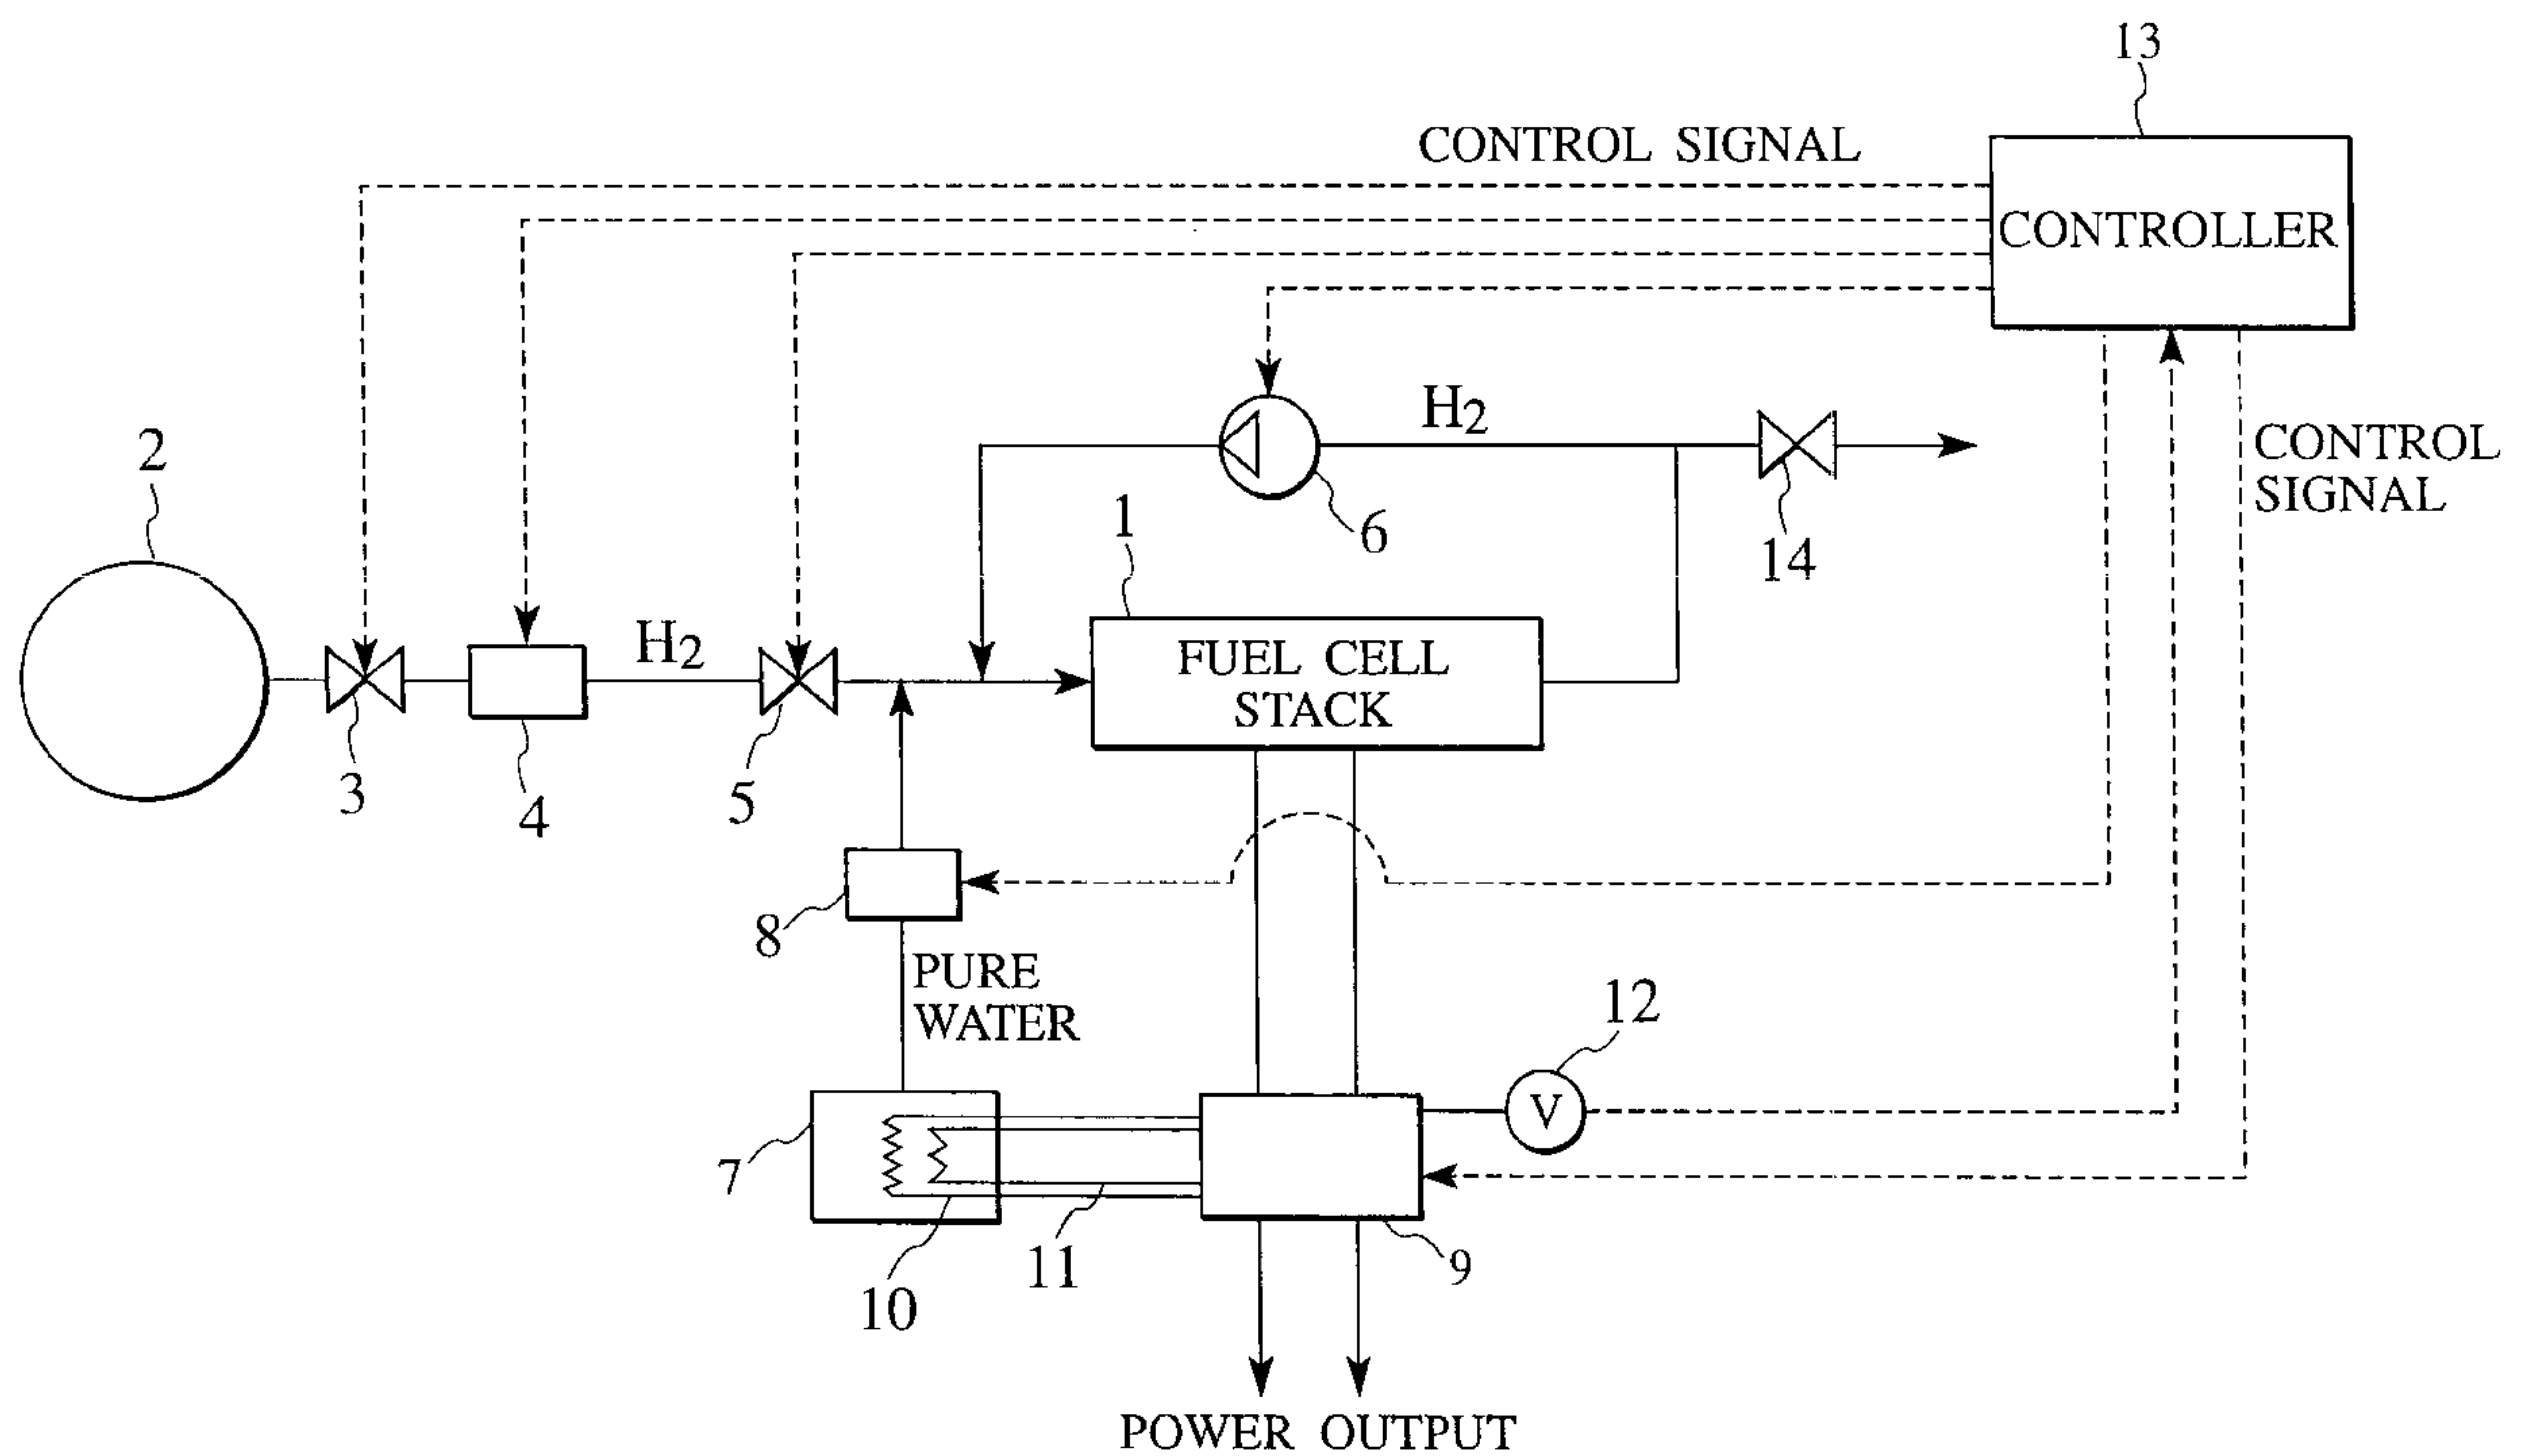 13
CONTROL SIGNAL
CONTROLLER
H2
2
CONTROL
SIGNAL
1
6
14
H2
FUEL CELL
STACK
3
4
5
8
PURE
WATER
12
V
7
11
9
10
POWER OUTPUT